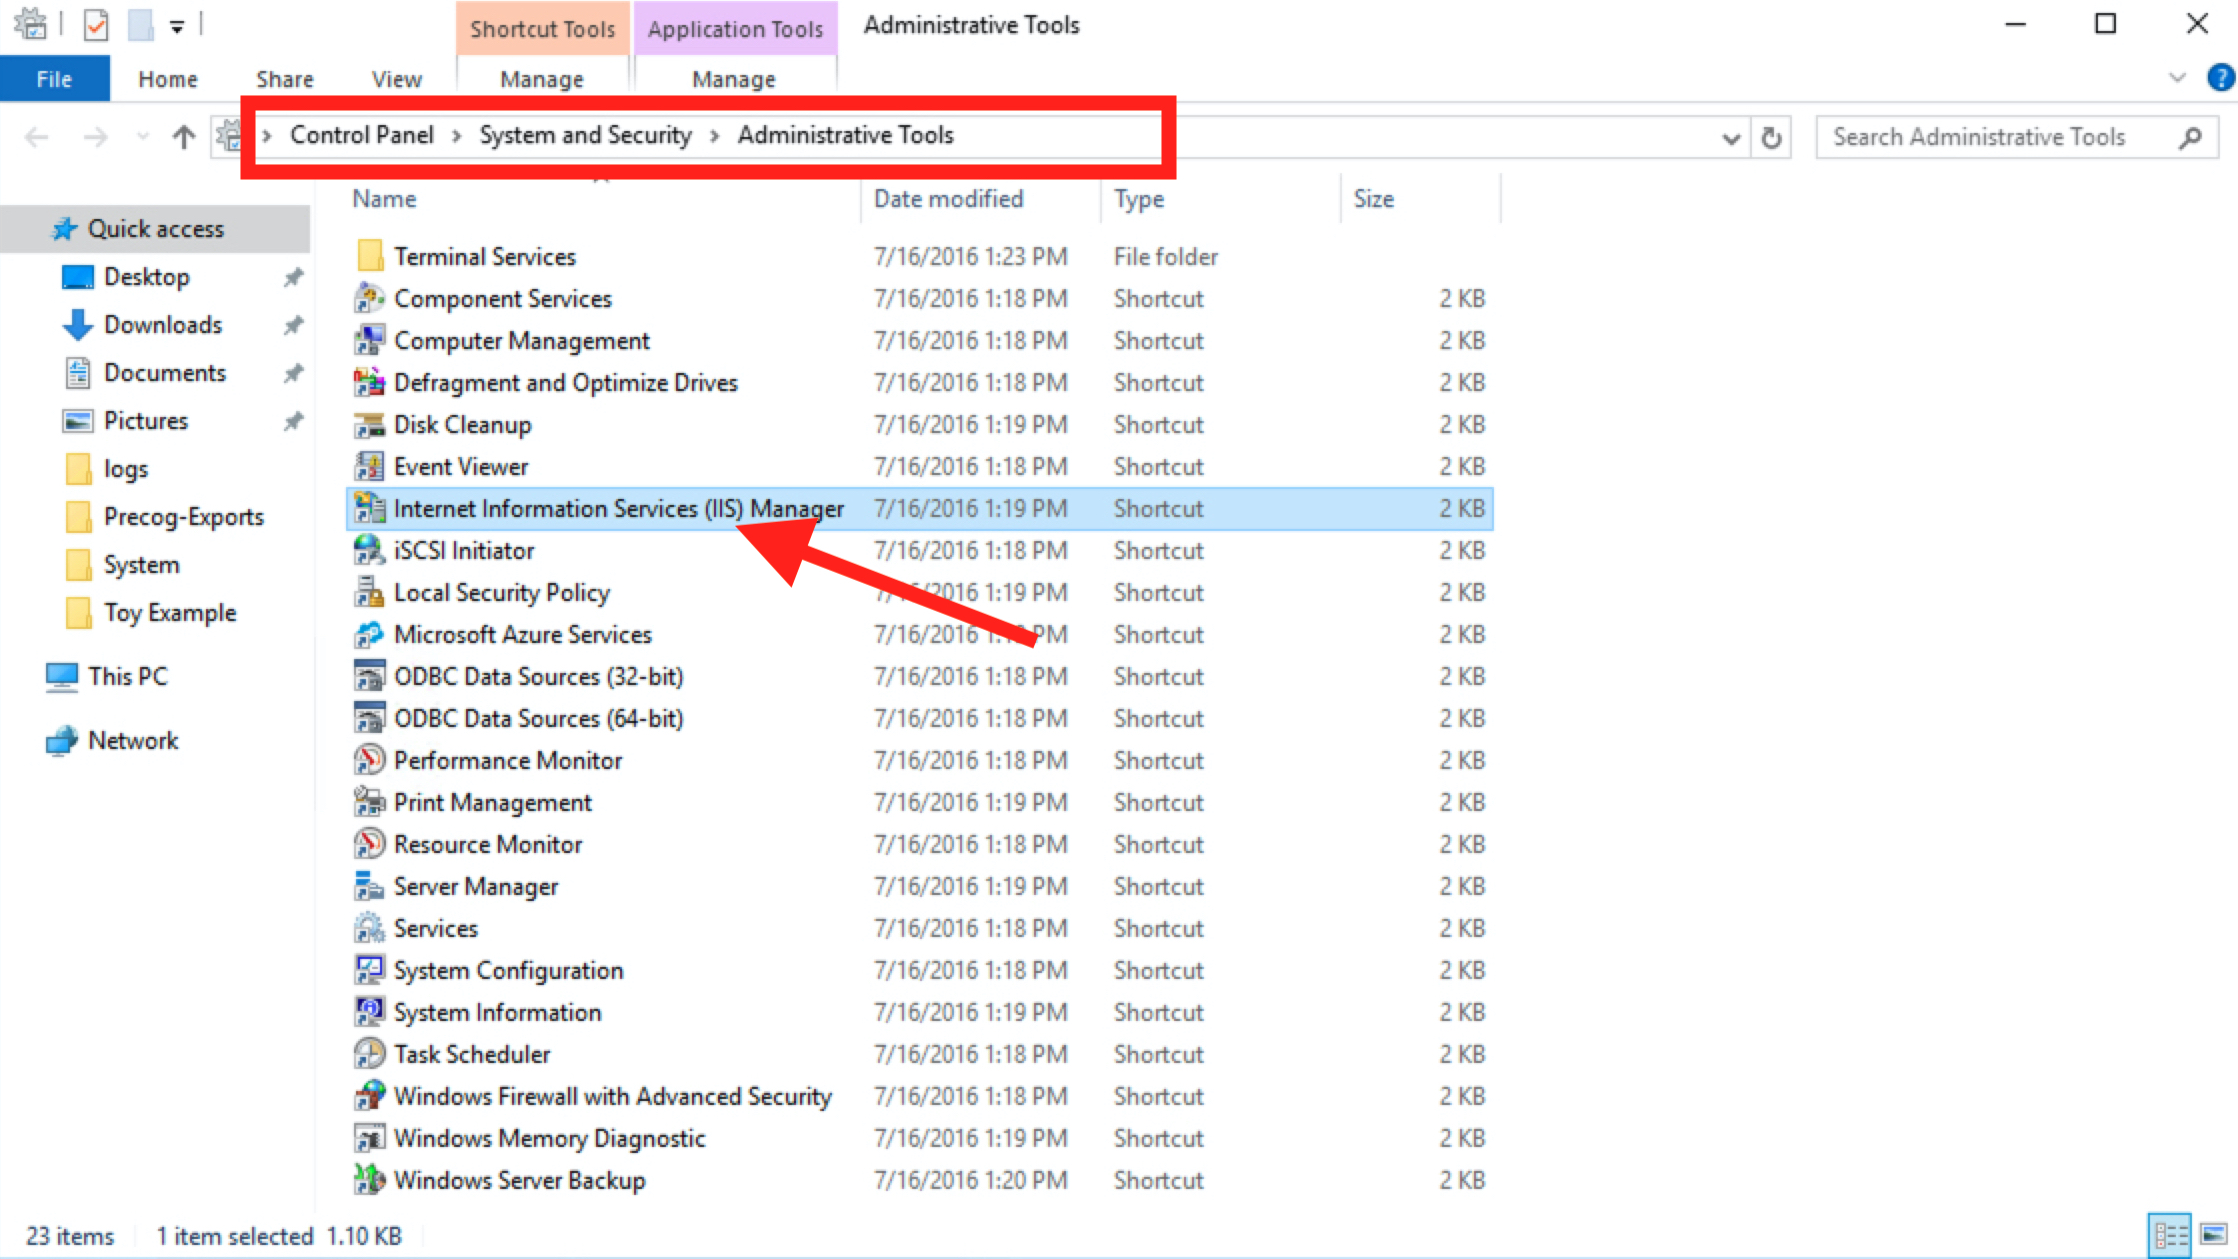 Shortcut Tools Application Tools Administrative Tools
File Home Share View Manage Manage
Control Panel System and Security Administrative Tools Search Administrative Tools
Name Date modified Type Size
Quick access
Desktop
Downloads
Documents
Pictures
logs
Precog-Exports
System
Toy Example
This PC
Network
Terminal Services 7/16/2016 1:23 PM File folder
Component Services 7/16/2016 1:18 PM Shortcut 2 KB
Computer Management 7/16/2016 1:18 PM Shortcut 2 KB
Defragment and Optimize Drives 7/16/2016 1:18 PM Shortcut 2 KB
Disk Cleanup 7/16/2016 1:19 PM Shortcut 2 KB
Event Viewer 7/16/2016 1:18 PM Shortcut 2 KB
Internet Information Services (IIS) Manager 7/16/2016 1:19 PM Shortcut 2 KB
iSCSI Initiator 7/16/2016 1:18 PM Shortcut 2 KB
Local Security Policy 1:19 PM Shortcut 2 KB
Microsoft Azure Services 7/16/2016 PM Shortcut 2 KB
ODBC Data Sources (32-bit) 7/16/2016 1:18 PM Shortcut 2 KB
ODBC Data Sources (64-bit) 7/16/2016 1:18 PM Shortcut 2 KB
Performance Monitor 7/16/2016 1:18 PM Shortcut 2 KB
Print Management 7/16/2016 1:19 PM Shortcut 2 KB
Resource Monitor 7/16/2016 1:18 PM Shortcut 2 KB
Server Manager 7/16/2016 1:19 PM Shortcut 2 KB
Services 7/16/2016 1:18 PM Shortcut 2 KB
System Configuration 7/16/2016 1:18 PM Shortcut 2 KB
System Information 7/16/2016 1:19 PM Shortcut 2 KB
Task Scheduler 7/16/2016 1:18 PM Shortcut 2 KB
Windows Firewall with Advanced Security 7/16/2016 1:18 PM Shortcut 2 KB
Windows Memory Diagnostic 7/16/2016 1:19 PM Shortcut 2 KB
Windows Server Backup 7/16/2016 1:20 PM Shortcut 2 KB
23 items 1 item selected 1.10 KB